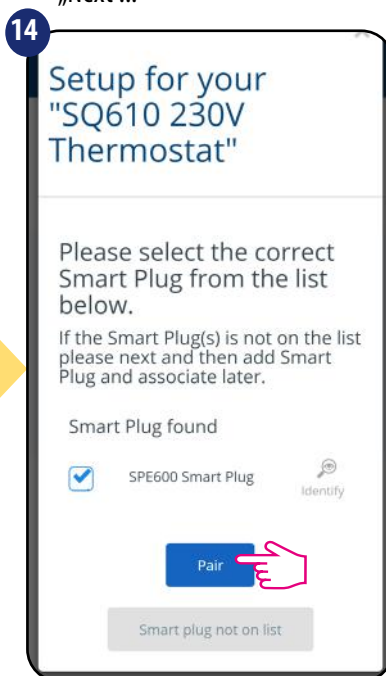 „Next"...
14
Setup for your
"SQ610 230V
Thermostat"
Please select the correct
Smart Plug from the list
below.
If the Smart Plug(s) is not on the list
please next and then add Smart
Plug and associate later.
Smart Plug found
SPE600 Smart Plug
Identify
Pair
Smart plug not on list